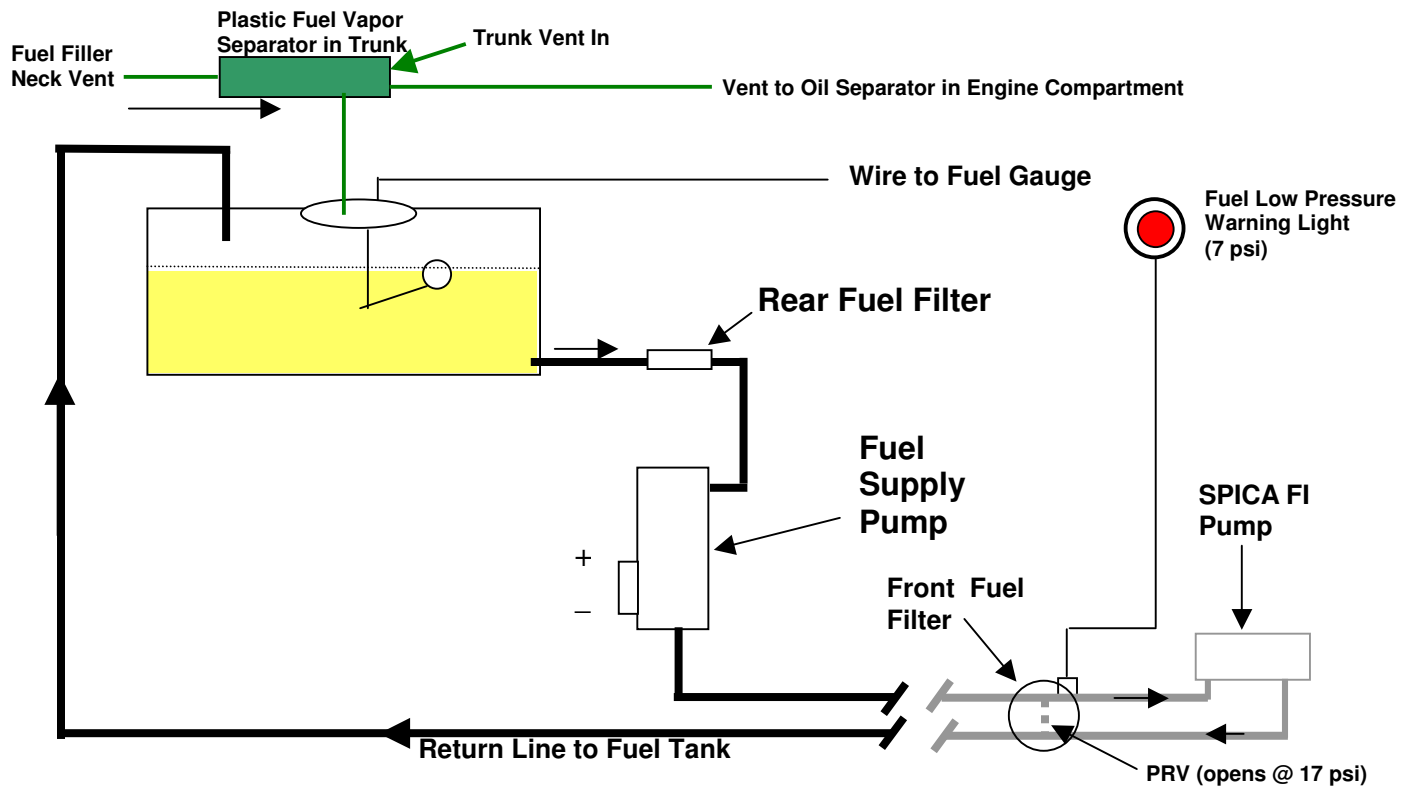 Plastic Fuel Vapor
Separator in Trunk
Trunk Vent In
Fuel Filler
Neck Vent
Vent to Oil Separator in Engine Compartment
Wire to Fuel Gauge
Fuel Low Pressure
Warning Light
(7 psi)
Rear Fuel Filter
Fuel
Supply
Pump
SPICA FI
Pump
+
–
Front Fuel
Filter
Return Line to Fuel Tank
PRV (opens @ 17 psi)